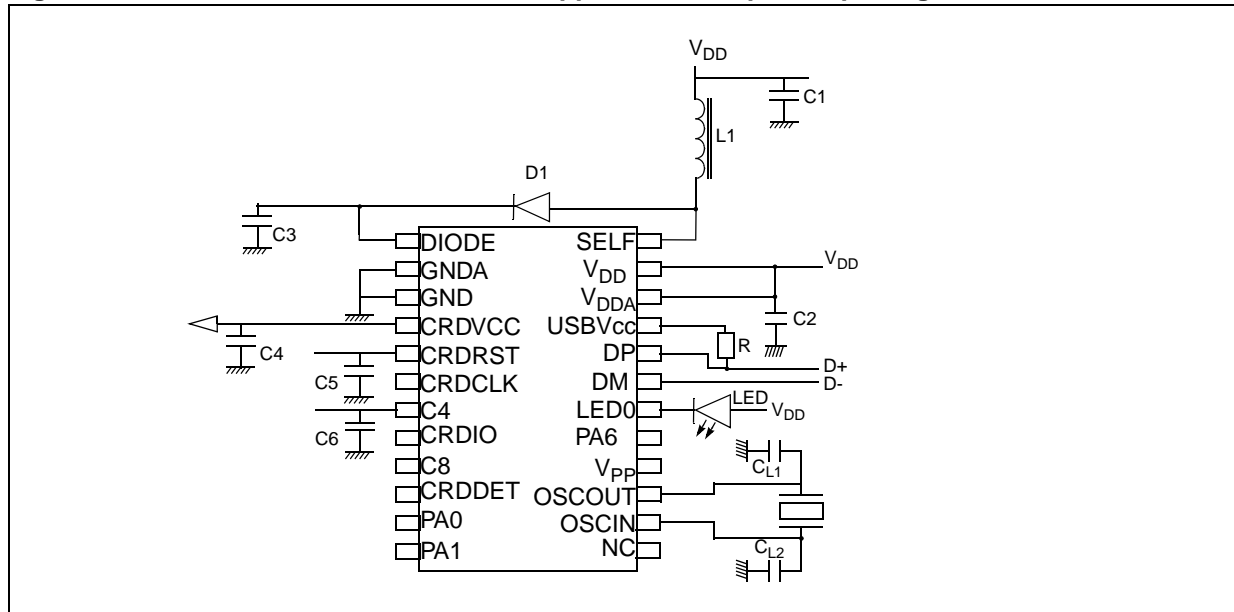 VDD
C1
L1
D1
C3
DIODE
GNDA
GND
CRDVCC
CRDRST
CRDCLK
C4
CRDIO
C8
CRDDET
PA0
PA1
SELF
VDD
VDDA
USBVcc
DP
DM
LED0
PA6
VPP
OSCOUT
OSCIN
NC
C4
C5
C6
VDD
C2
R
D+
D-
LED
VDD
CL1
CL2